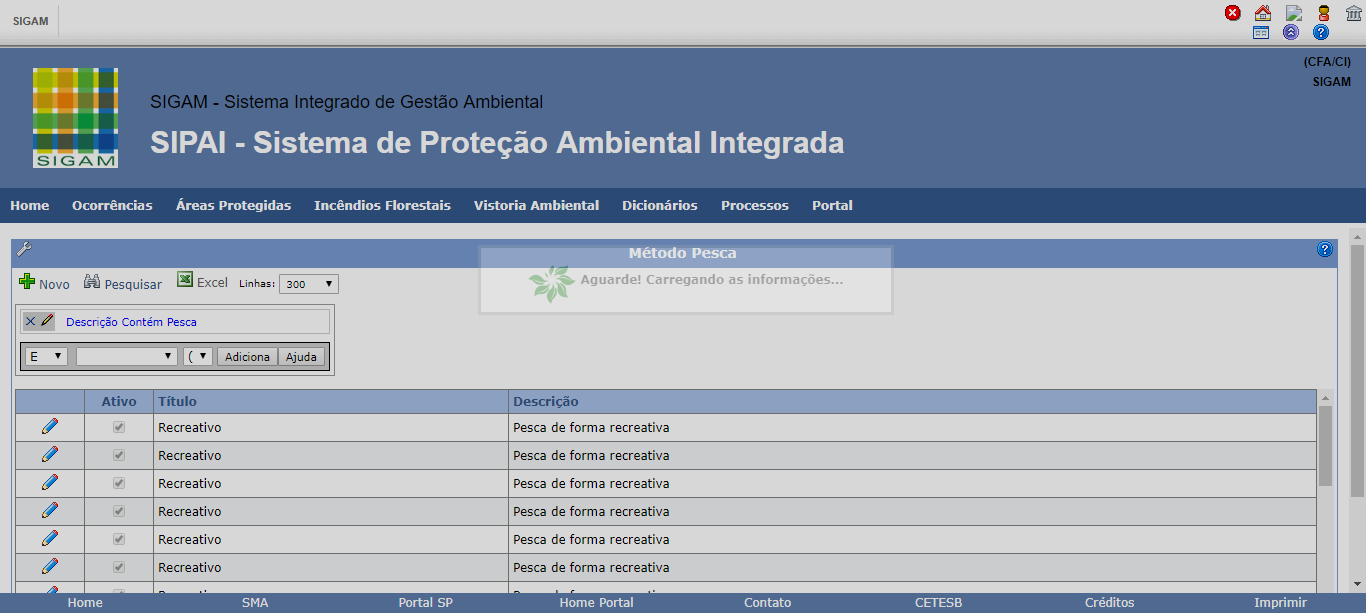 SIGAM
(CFA/CI)
SIGAM
SIGAM
SIGAM - Sistema Integrado de Gestão Ambiental
SIPAI - Sistema de Proteção Ambiental Integrada
Home Ocorrências Áreas Protegidas Incêndios Florestais Vistoria Ambiental Dicionários Processos Portal
Método Pesca
Aguarde! Carregando as informações...
Novo Pesquisar Excel Linhas: 300
Descrição Contém Pesca
E ( Adiciona Ajuda
Ativo Título Descrição
Recreativo Pesca de forma recreativa
Recreativo Pesca de forma recreativa
Recreativo Pesca de forma recreativa
Recreativo Pesca de forma recreativa
Recreativo Pesca de forma recreativa
Recreativo Pesca de forma recreativa
Home SMA Portal SP Home Portal Contato CETESB Créditos Imprimir